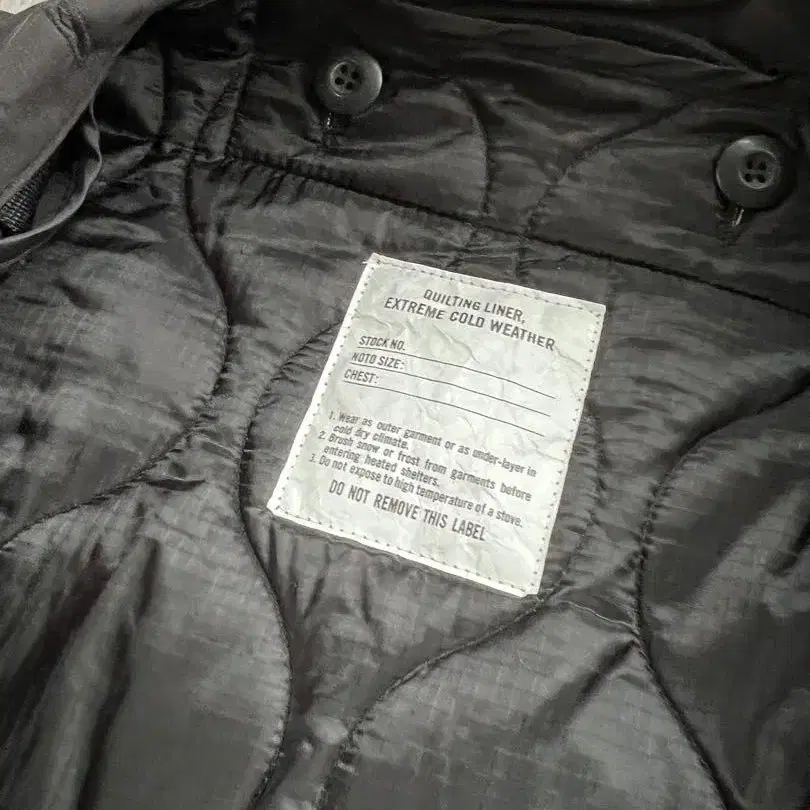 QUILTING LINER,
EXTREME COLD WEATHER
STOCK NO.
NOTO SIZE:
CHEST:
1. Wear as outer garment or as under-layer in
cold dry climate.
2. Brush snow or frost from garments before
entering heated shelters.
3. Do not expose to high temperature of a stove.
DO NOT REMOVE THIS LABEL